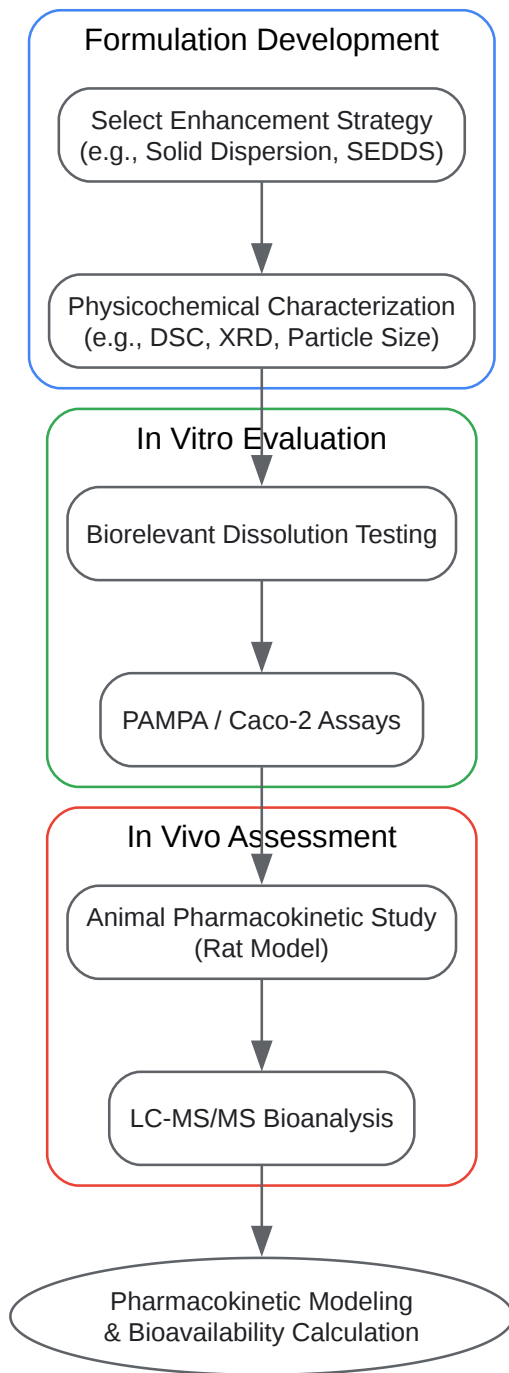 Formulation Development
Select Enhancement Strategy
(e.g., Solid Dispersion, SEDDS)
Physicochemical Characterization
(e.g., DSC, XRD, Particle Size)
In Vitro Evaluation
Biorelevant Dissolution Testing
PAMPA / Caco-2 Assays
In Vivo Assessment
Animal Pharmacokinetic Study
(Rat Model)
LC-MS/MS Bioanalysis
Pharmacokinetic Modeling
& Bioavailability Calculation